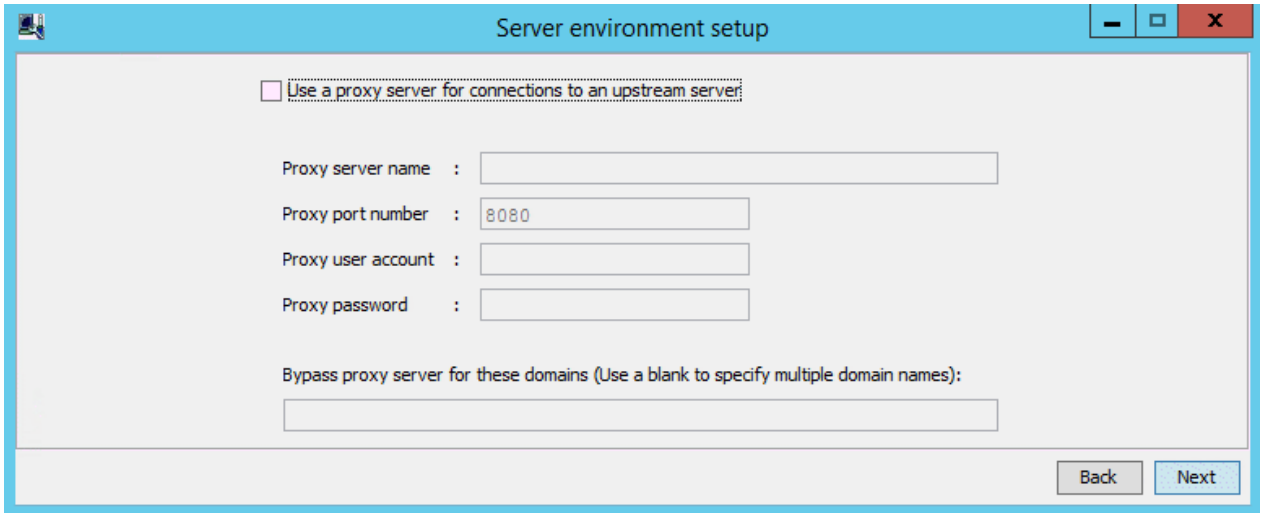 Server environment setup
Use a proxy server for connections to an upstream server
Proxy server name :
Proxy port number : 8080
Proxy user account :
Proxy password :
Bypass proxy server for these domains (Use a blank to specify multiple domain names):
Back Next